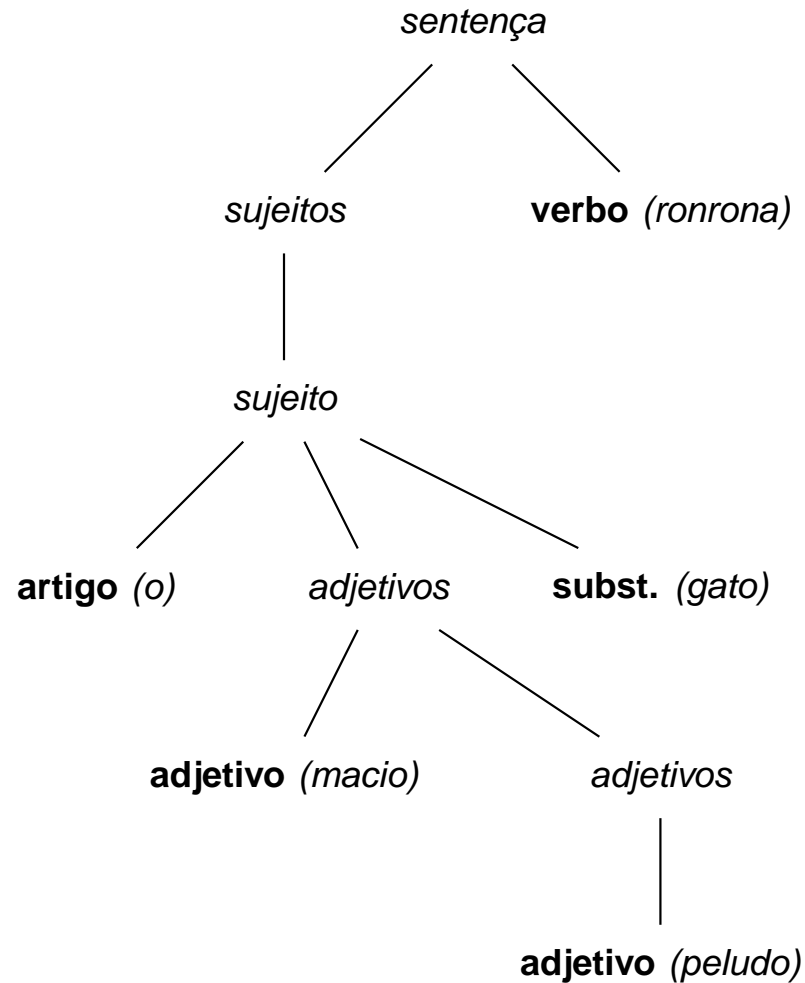 sentença
sujeitos verbo (ronrona)
sujeito
artigo (o) adjetivos subst. (gato)
adjetivo (macio) adjetivos
adjetivo (peludo)